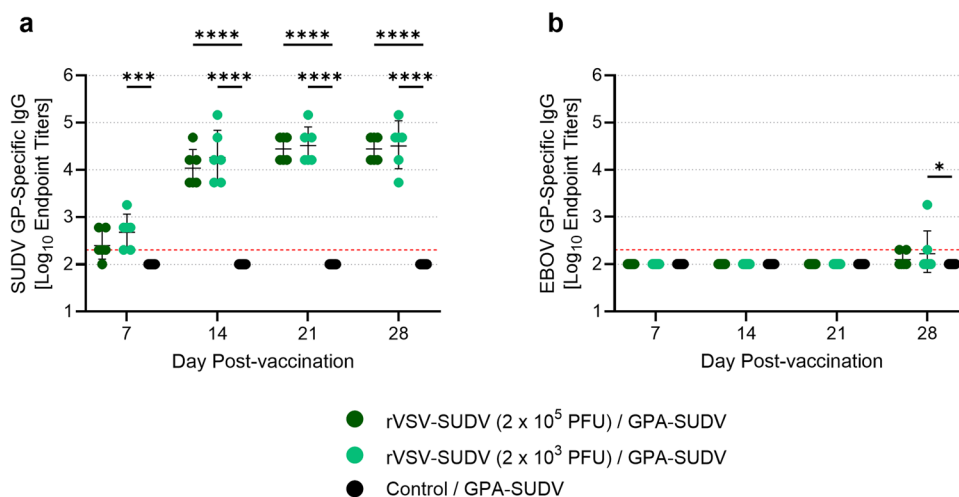 a
b
**** **** ****
*** **** **** ****
*
SUDV GP-Specific IgG
[Log10 Endpoint Titers]
6
5
4
3
2
1
7 14 21 28
Day Post-vaccination
EBOV GP-Specific IgG
[Log10 Endpoint Titers]
6
5
4
3
2
1
7 14 21 28
Day Post-vaccination
rVSV-SUDV (2 x 10^5 PFU) / GPA-SUDV
rVSV-SUDV (2 x 10^3 PFU) / GPA-SUDV
Control / GPA-SUDV